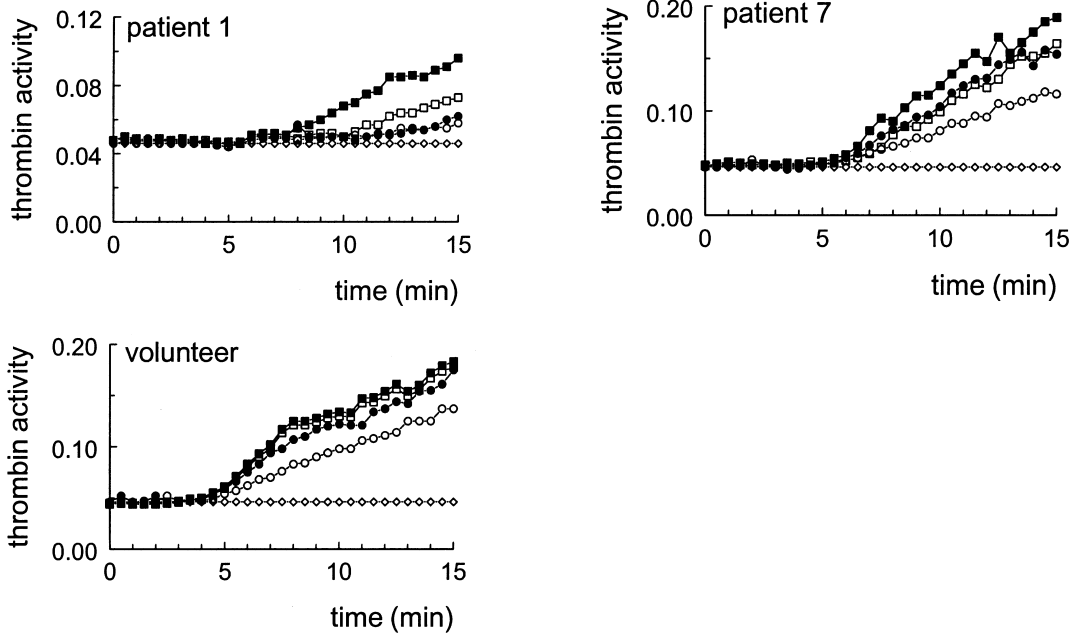 patient 1
thrombin activity
0.12
0.08
0.04
0.00
0
5
10
15
time (min)
patient 7
thrombin activity
0.20
0.10
0.00
0
5
10
15
time (min)
volunteer
thrombin activity
0.20
0.10
0.00
0
5
10
15
time (min)